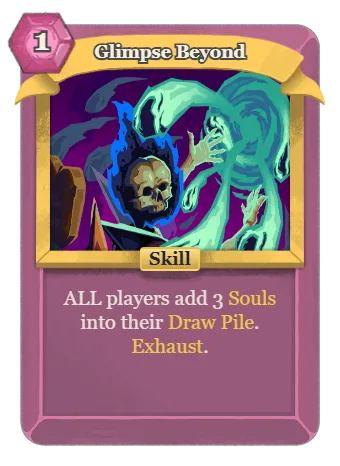 1
Glimpse Beyond
Skill
ALL players add 3 Souls
into their Draw Pile.
Exhaust.